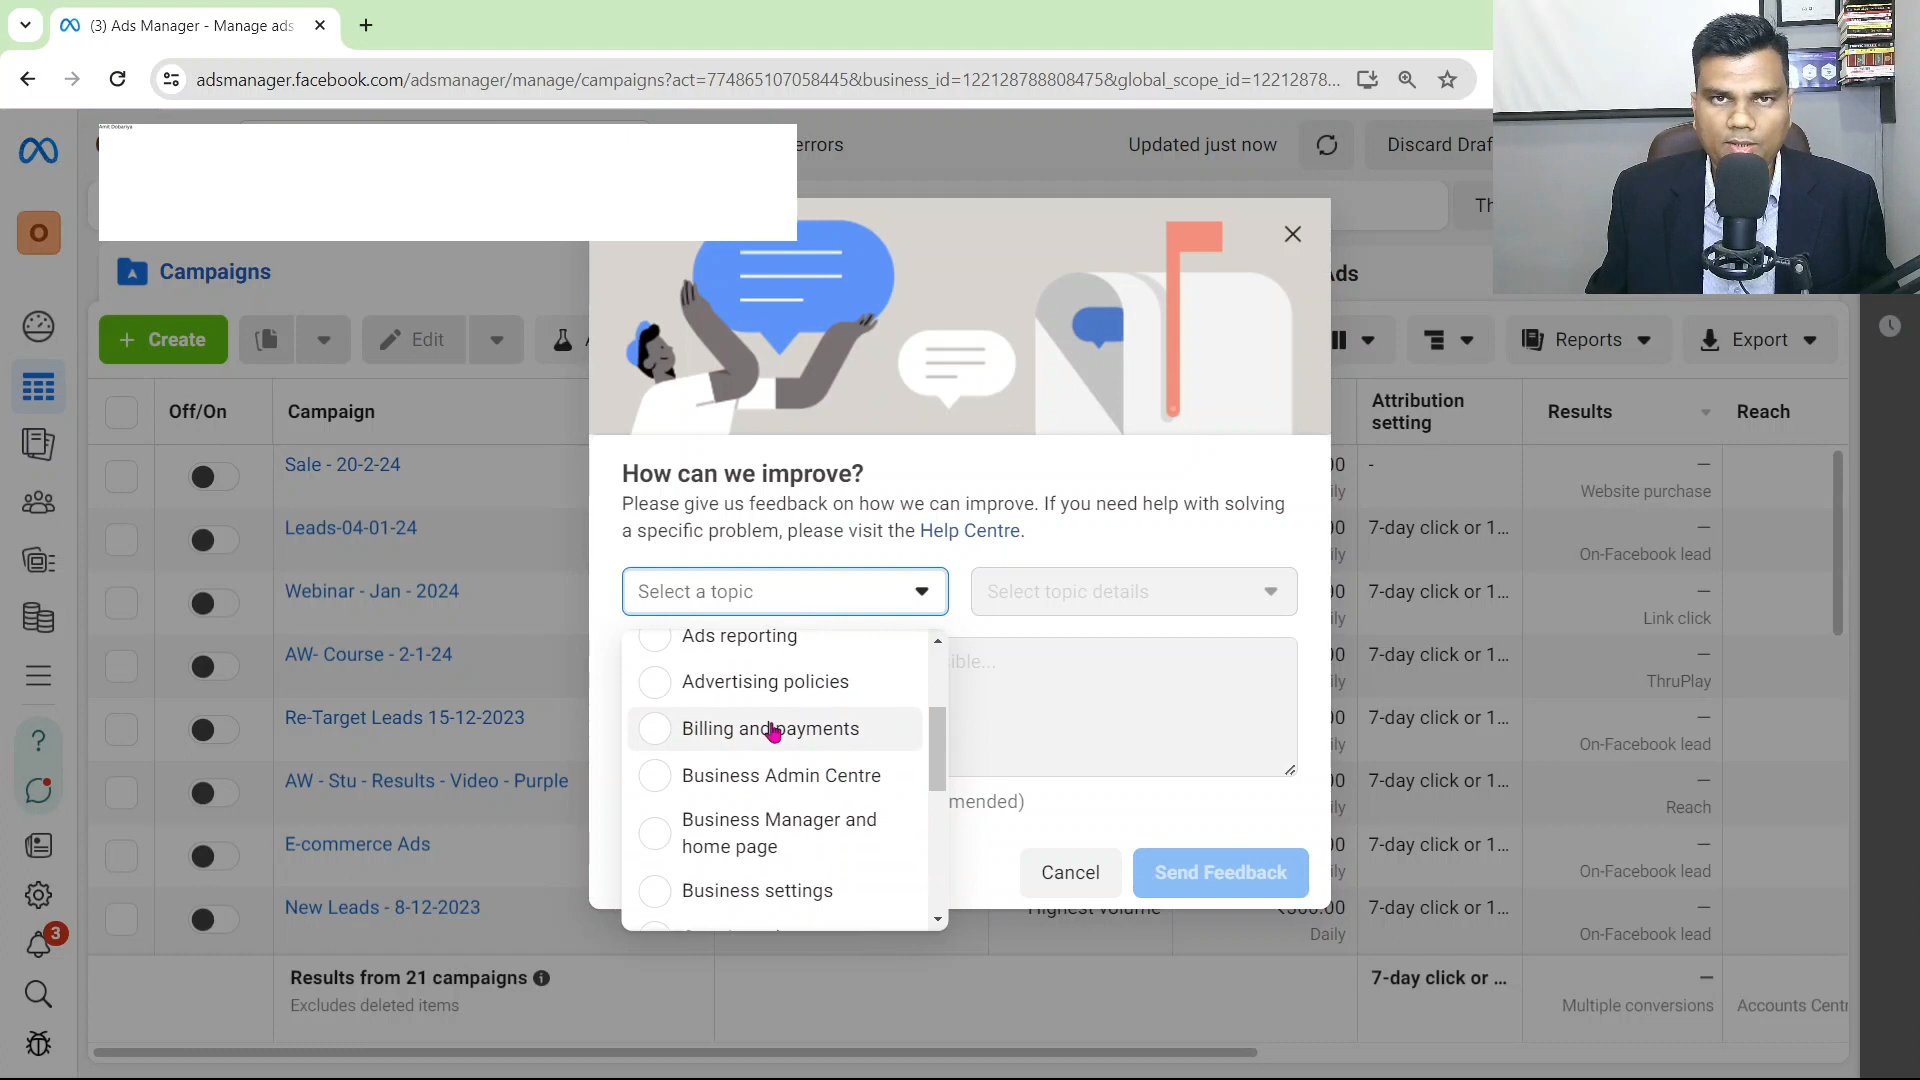 (3) Ads Manager - Manage ads
adsmanager.facebook.com/adsmanager/manage/campaigns?act=774865107058445&business_id=122128788808475&global_scope_id=12212878...
Amit Dobariya
errors
Updated just now
Discard Draf
Th
Campaigns
Ads
Create
Edit
Reports
Export
Off/On
Campaign
Attribution
setting
Results
Reach
Sale - 20-2-24
-
—
Website purchase
Leads-04-01-24
7-day click or 1...
—
On-Facebook lead
Webinar - Jan - 2024
7-day click or 1...
—
Link click
AW- Course - 2-1-24
7-day click or 1...
—
ThruPlay
Re-Target Leads 15-12-2023
7-day click or 1...
—
On-Facebook lead
AW - Stu - Results - Video - Purple
7-day click or 1...
—
Reach
E-commerce Ads
7-day click or 1...
—
On-Facebook lead
New Leads - 8-12-2023
Highest volume
Daily
7-day click or 1...
—
On-Facebook lead
Results from 21 campaigns
Excludes deleted items
7-day click or ...
—
Multiple conversions
Accounts Cent
How can we improve?
Please give us feedback on how we can improve. If you need help with solving
a specific problem, please visit the Help Centre.
Select a topic
Select topic details
Ads reporting
Advertising policies
Billing and payments
Business Admin Centre
Business Manager and
home page
Business settings
ible...
mended)
Cancel
Send Feedback
O
3